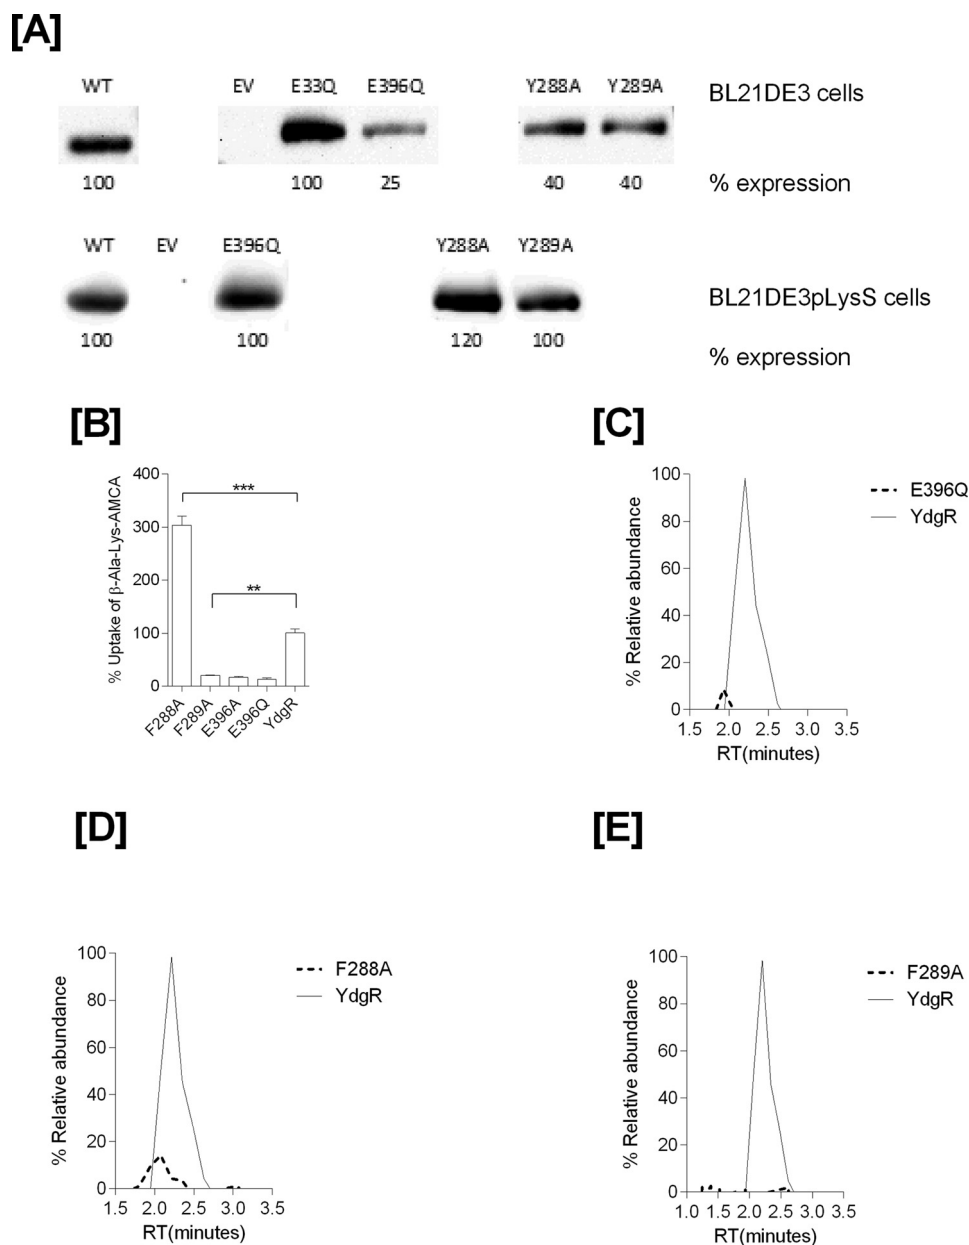 [A]
WT EV E33Q E396Q Y288A Y289A BL21DE3 cells
100 100 25 40 40 % expression
WT EV E396Q Y288A Y289A
BL21DE3pLysS cells
100 100 120 100
% expression
[B]
% Uptake of β-Ala-Lys-AMCA
400
300
200
100
0
***
**
F288A F289A E396A E396Q YdgR
[C]
% Relative abundance
100
80
60
40
20
0
1.5 2.0 2.5 3.0 3.5
RT(minutes)
E396Q
YdgR
[D]
% Relative abundance
100
80
60
40
20
0
1.5 2.0 2.5 3.0 3.5
RT(minutes)
F288A
YdgR
[E]
% Relative abundance
100
80
60
40
20
0
1.0 1.5 2.0 2.5 3.0 3.5
RT(minutes)
F289A
YdgR